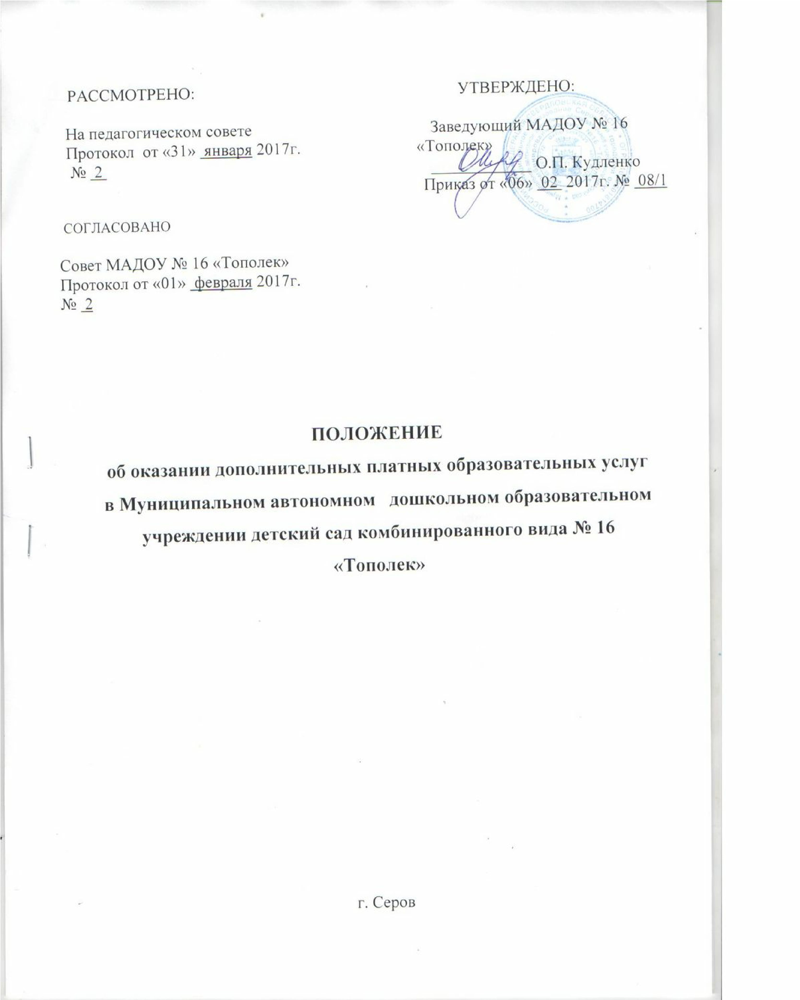 РАССМОТРЕНО:
На педагогическом совете
Протокол от «31» января 2017г.
№ 2
УТВЕРЖДЕНО:
Заведующий МАДОУ № 16
«Тополек»
О.П. Кудленко
Приказ от «06» 02 2017г. № 08/1
СОГЛАСОВАНО
Совет МАДОУ № 16 «Тополек»
Протокол от «01» февраля 2017г.
№ 2
ПОЛОЖЕНИЕ
об оказании дополнительных платных образовательных услуг
в Муниципальном автономном дошкольном образовательном
учреждении детский сад комбинированного вида № 16
«Тополек»
г. Серов